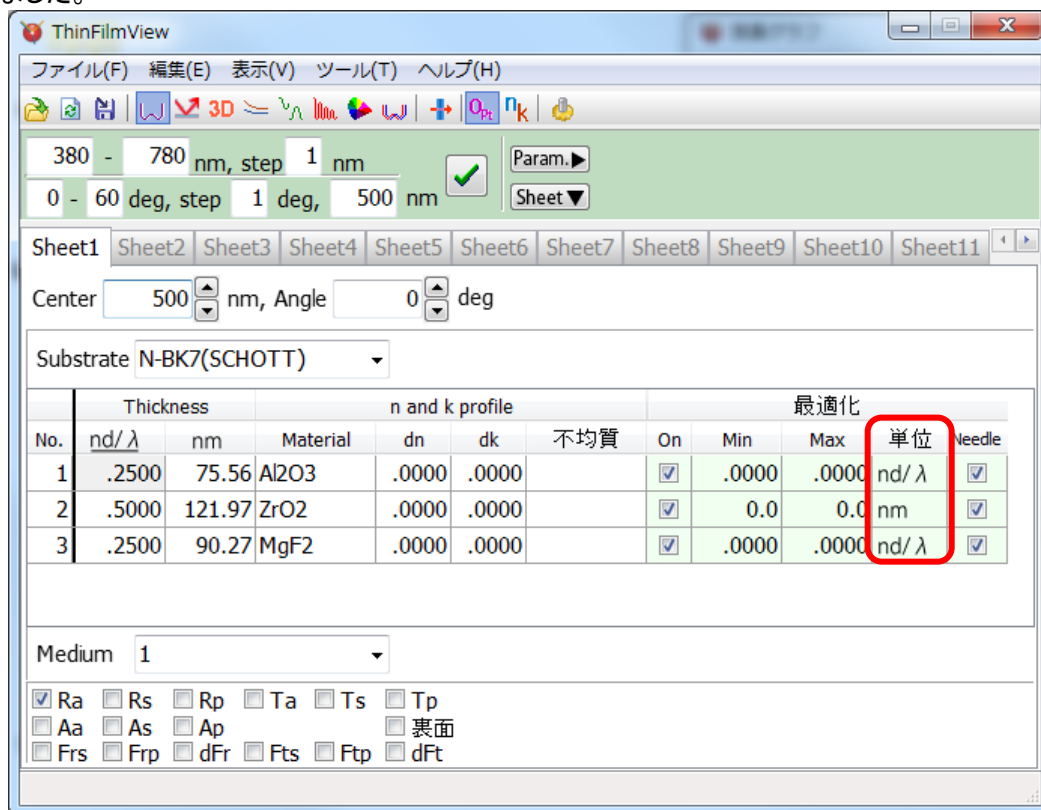 ました。
ThinFilmView
ファイル(F) 編集(E) 表示(V) ツール(T) ヘルプ(H)
3D Opt nk
380 - 780 nm, step 1 nm Param.▶
0 - 60 deg, step 1 deg, 500 nm Sheet▼
Sheet1 Sheet2 Sheet3 Sheet4 Sheet5 Sheet6 Sheet7 Sheet8 Sheet9 Sheet10 Sheet11
Center 500 nm, Angle 0 deg
Substrate N-BK7(SCHOTT)
Thickness n and k profile 最適化
No. nd/λ nm Material dn dk 不均質 On Min Max 単位 Needle
1 .2500 75.56 Al2O3 .0000 .0000 .0000 .0000 nd/λ
2 .5000 121.97 ZrO2 .0000 .0000 0.0 0.0 nm
3 .2500 90.27 MgF2 .0000 .0000 .0000 .0000 nd/λ
Medium 1
Ra Rs Rp Ta Ts Tp
Aa As Ap 裏面
Frs Frp dFr Fts Ftp dFt